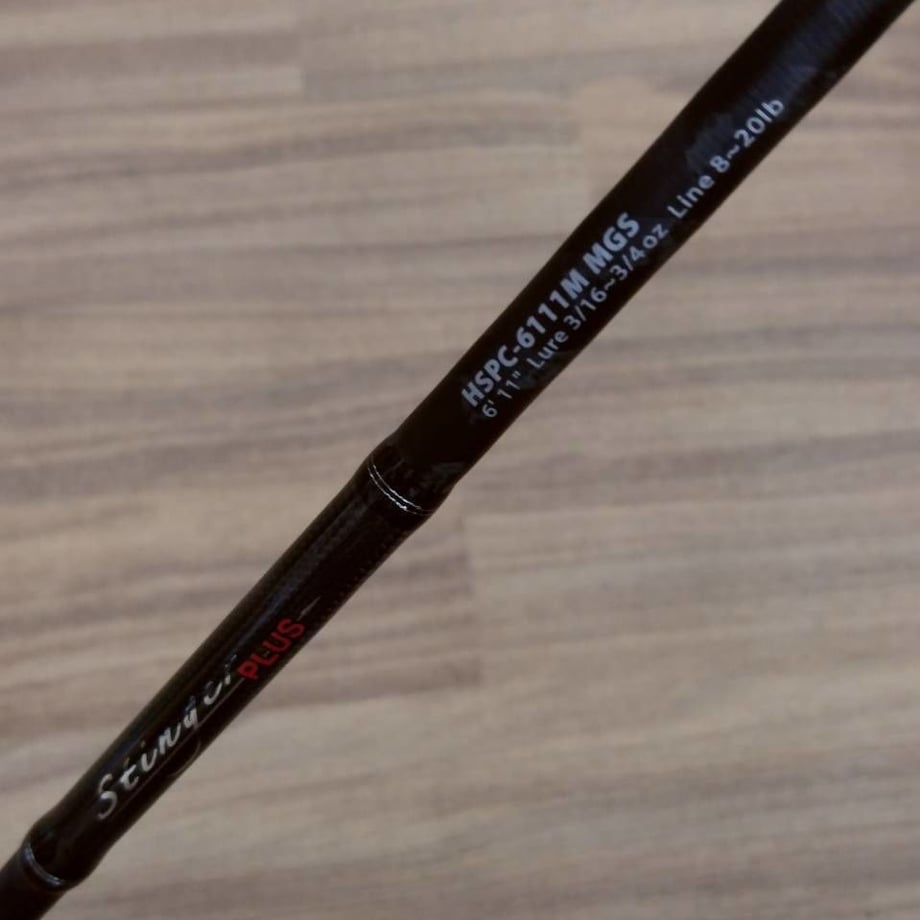 HSPC-6111M MGS
6' 11" Lure 3/16~3/4oz Line 8~20lb
Stinger PLUS